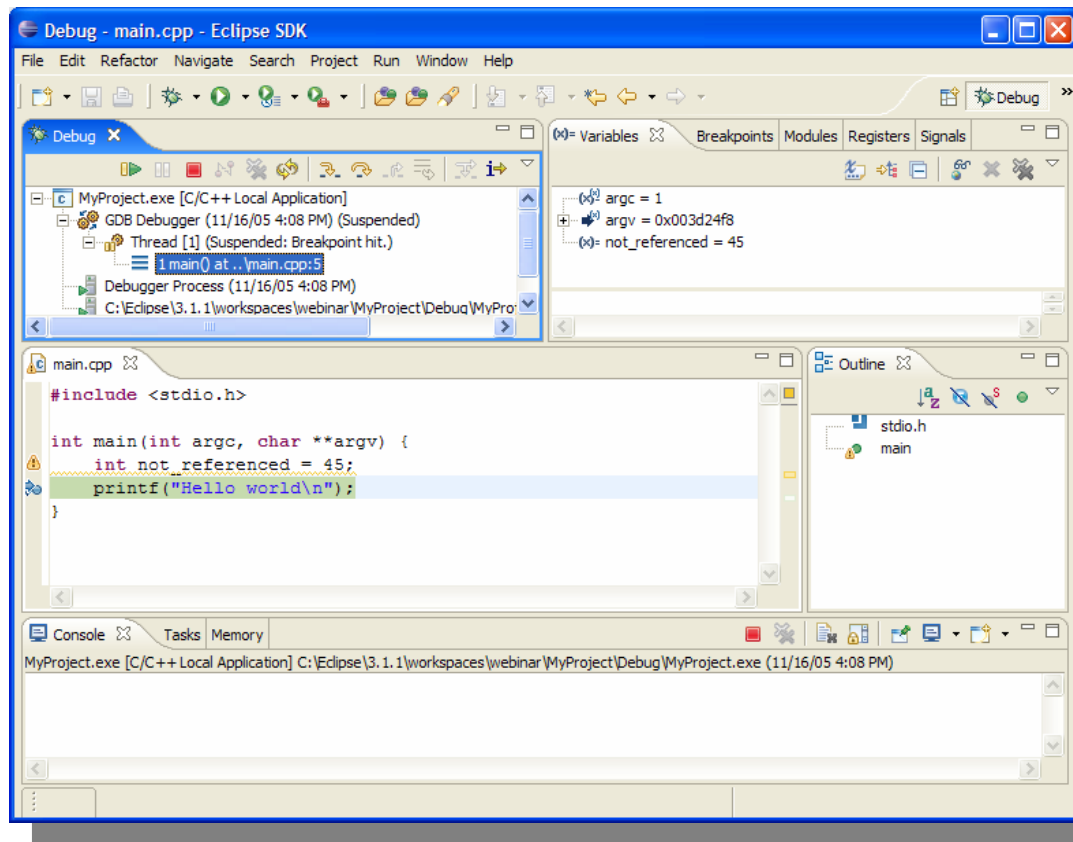 Debug - main.cpp - Eclipse SDK
File Edit Refactor Navigate Search Project Run Window Help
Debug »
Debug
MyProject.exe [C/C++ Local Application]
GDB Debugger (11/16/05 4:08 PM) (Suspended)
Thread [1] (Suspended: Breakpoint hit.)
1 main() at ..\main.cpp:5
Debugger Process (11/16/05 4:08 PM)
C:\Eclipse\3.1.1\workspaces\webinar\MyProject\Debug\MyPro
(x)= Variables Breakpoints Modules Registers Signals
argc = 1
argv = 0x003d24f8
(x)= not_referenced = 45
main.cpp
#include <stdio.h>
int main(int argc, char **argv) {
int not_referenced = 45;
printf("Hello world\n");
}
Outline
stdio.h
main
Console Tasks Memory
MyProject.exe [C/C++ Local Application] C:\Eclipse\3.1.1\workspaces\webinar\MyProject\Debug\MyProject.exe (11/16/05 4:08 PM)